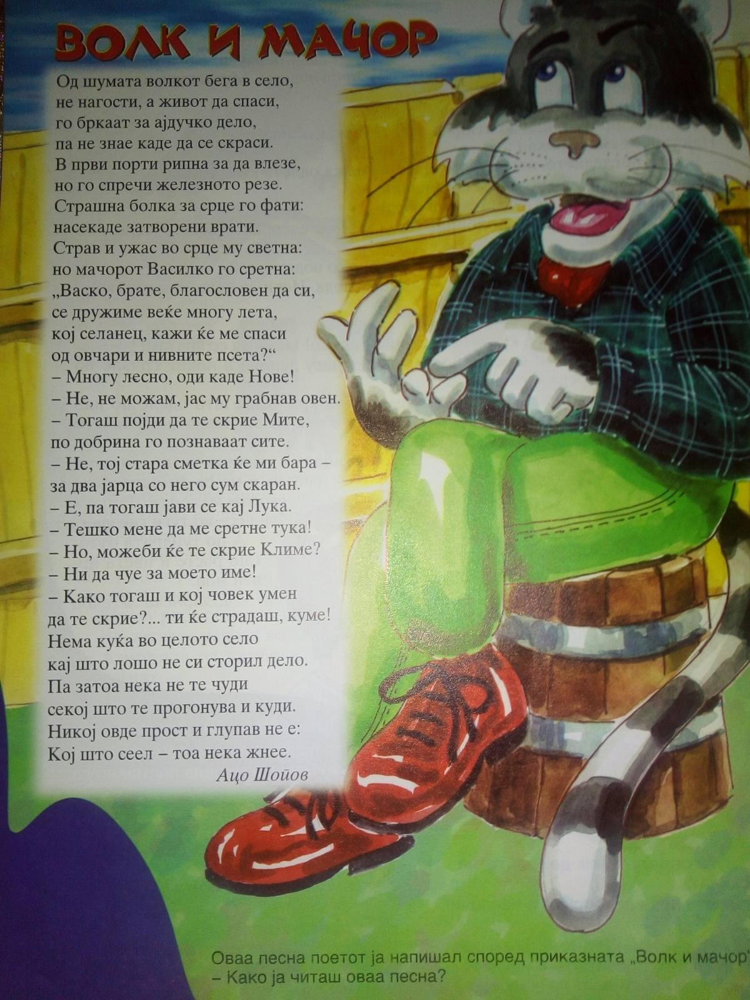 ВОЛК И МАЧОР
Од шумата волкот бега в село,
не нагости, а живот да спаси,
го бркаат за ајдучко дело,
па не знае каде да се скраси.
В први порти рипна за да влезе,
но го спречи железното резе.
Страшна болка за срце го фати:
насекаде затворени врати.
Страв и ужас во срце му светна:
но мачорот Василко го сретна:
„Васко, брате, благословен да си,
се дружиме веќе многу лета,
кој селанец, кажи ќе ме спаси
од овчари и нивните псета?“
– Многу лесно, оди каде Нове!
– Не, не можам, јас му грабнав овен.
– Тогаш појди да те скрие Мите,
по добрина го познаваат сите.
– Не, тој стара сметка ќе ми бара –
за два јарца со него сум скаран.
– Е, па тогаш јави се кај Лука.
– Тешко мене да ме сретне тука!
– Но, можеби ќе те скрие Климе?
– Ни да чуе за моето име!
– Како тогаш и кој човек умен
да те скрие?... ти ќе страдаш, куме!
Нема куќа во целото село
кај што лошо не си сторил дело.
Па затоа нека не те чуди
секој што те прогонува и куди.
Никој овде прост и глупав не е:
Кој што сеел – тоа нека жнее.
Ацо Шопов
Оваа песна поетот ја напишал според приказната „Волк и мачор“
– Како ја читаш оваа песна?